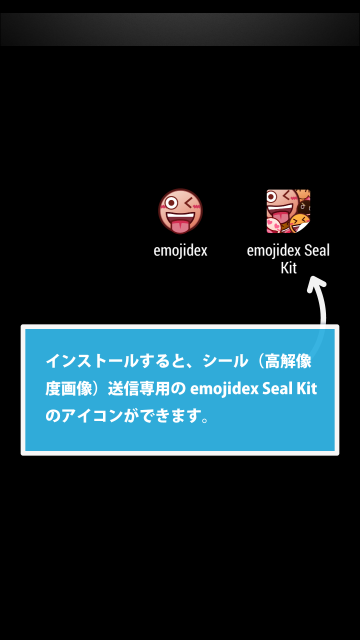 emojidex
emojidex Seal
Kit
インストールすると、シール（高解像
度画像）送信専用の emojidex Seal Kit
のアイコンができます。